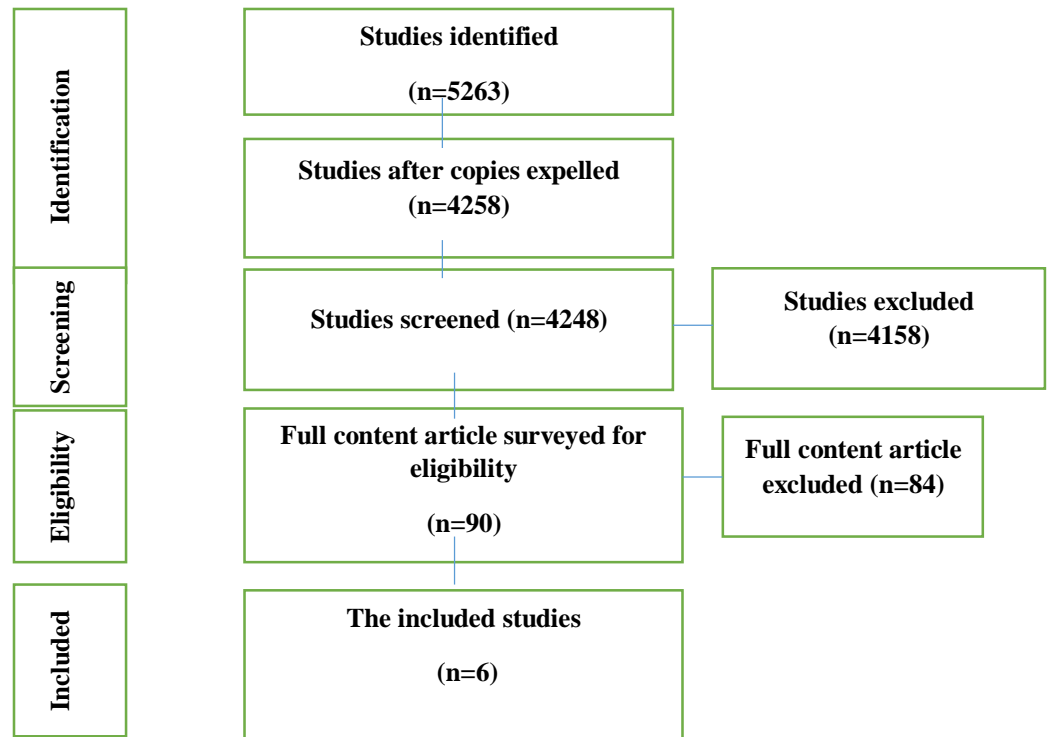 Identification
Studies identified
(n=5263)
Studies after copies expelled
(n=4258)
Screening
Studies screened (n=4248)
Studies excluded
(n=4158)
Eligibility
Full content article surveyed for
eligibility
(n=90)
Full content article
excluded (n=84)
Included
The included studies
(n=6)